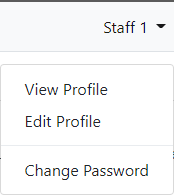 Staff 1
View Profile
Edit Profile
Change Password